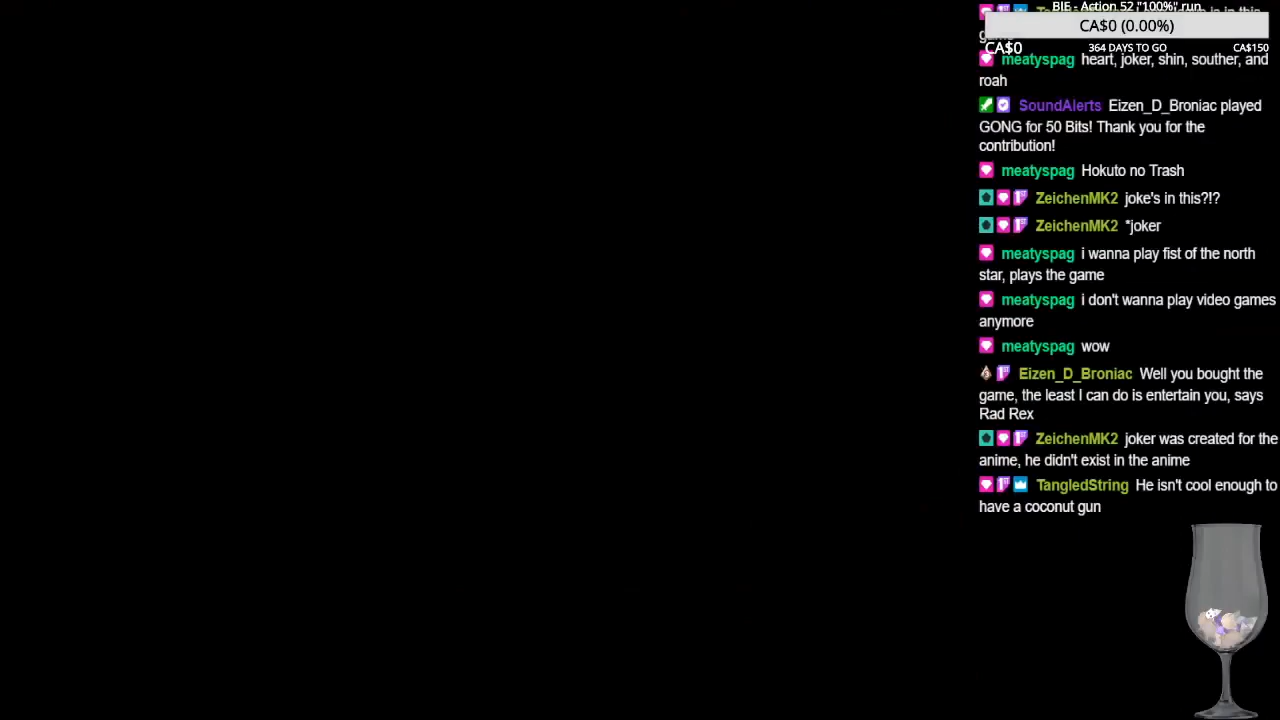 BIE - Action 52 "100%" run
CA$0 (0.00%)
CA$0 364 DAYS TO GO CA$150
meatyspag heart, joker, shin, souther, and
roah
SoundAlerts Eizen_D_Broniac played
GONG for 50 Bits! Thank you for the
contribution!
meatyspag Hokuto no Trash
ZeichenMK2 joke's in this?!?
ZeichenMK2 *joker
meatyspag i wanna play fist of the north
star, plays the game
meatyspag i don't wanna play video games
anymore
meatyspag wow
Eizen_D_Broniac Well you bought the
game, the least I can do is entertain you, says
Rad Rex
ZeichenMK2 joker was created for the
anime, he didn't exist in the anime
TangledString He isn't cool enough to
have a coconut gun